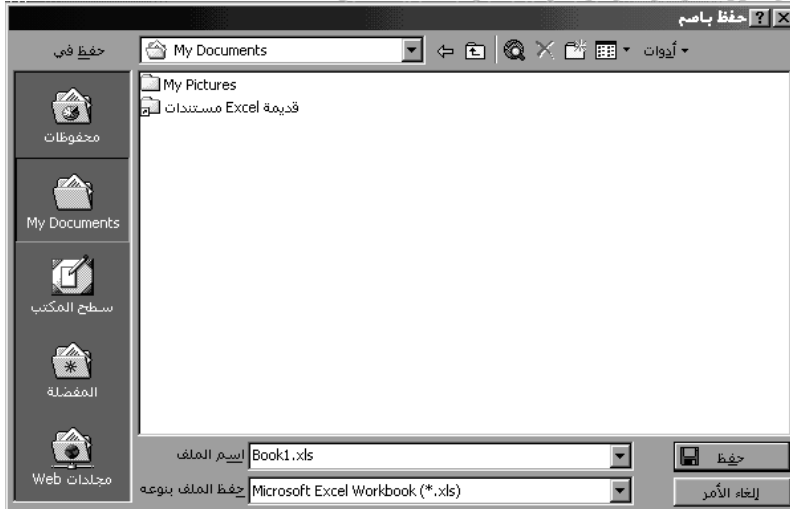 حفظ باسم
حفظ في
My Documents
أدوات
My Pictures
مستندات Excel قديمة
محفوظات
My Documents
سطح المكتب
المفضلة
مجلدات Web
اسم الملف
Book1.xls
حفظ
حفظ الملف بنوعه
Microsoft Excel Workbook (*.xls)
إلغاء الأمر